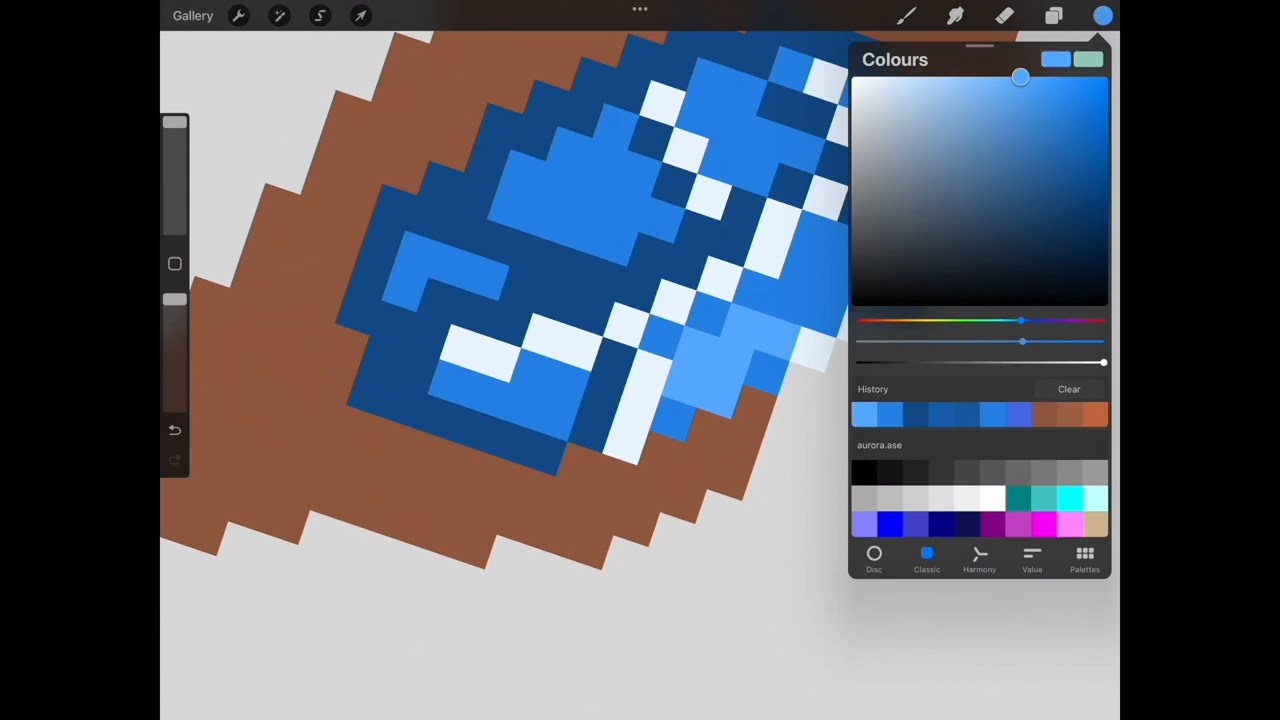 Gallery
Colours
History
Clear
aurora.ase
Disc
Classic
Harmony
Value
Palettes